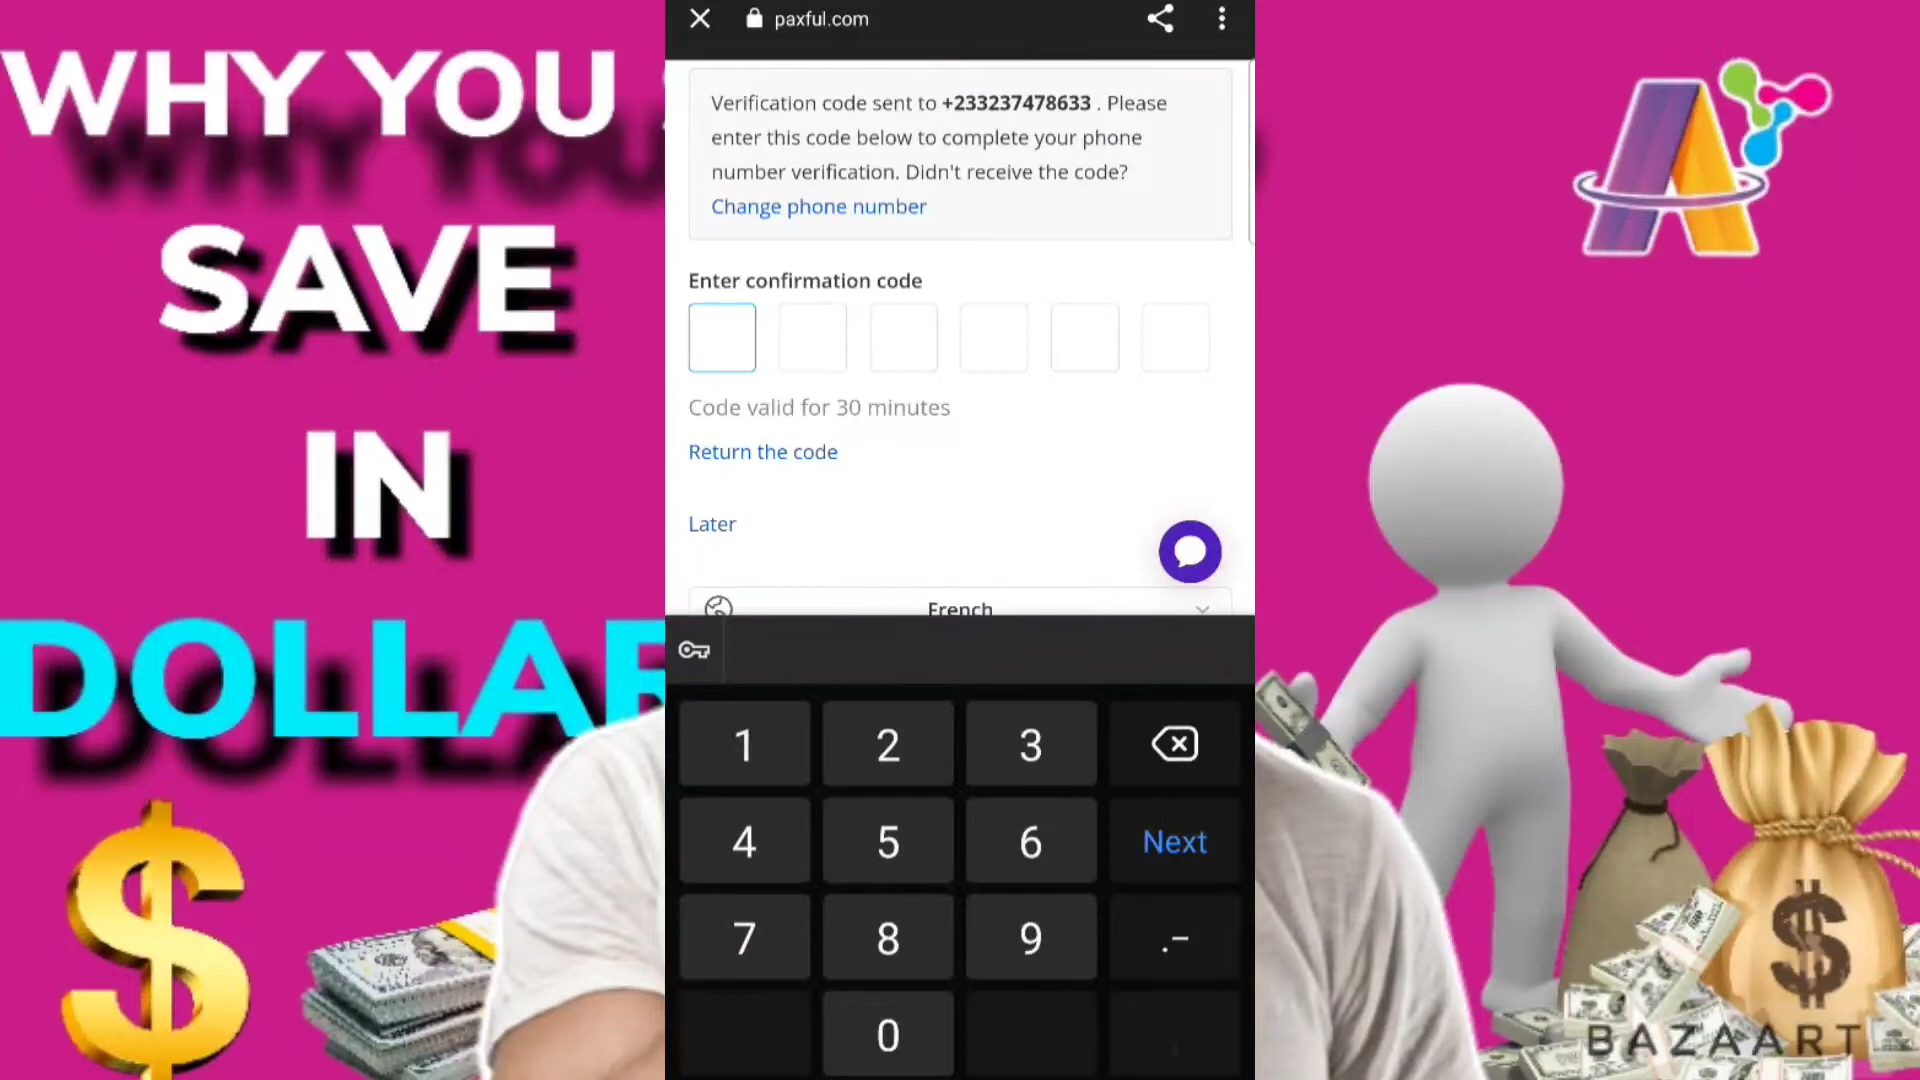 WHY YOU
SAVE
IN
DOLLAR
$
paxful.com
Verification code sent to +233237478633 . Please
enter this code below to complete your phone
number verification. Didn't receive the code?
Change phone number
Enter confirmation code
Code valid for 30 minutes
Return the code
Later
French
1 2 3
4 5 6 Next
7 8 9 .-
0
$
BAZAART